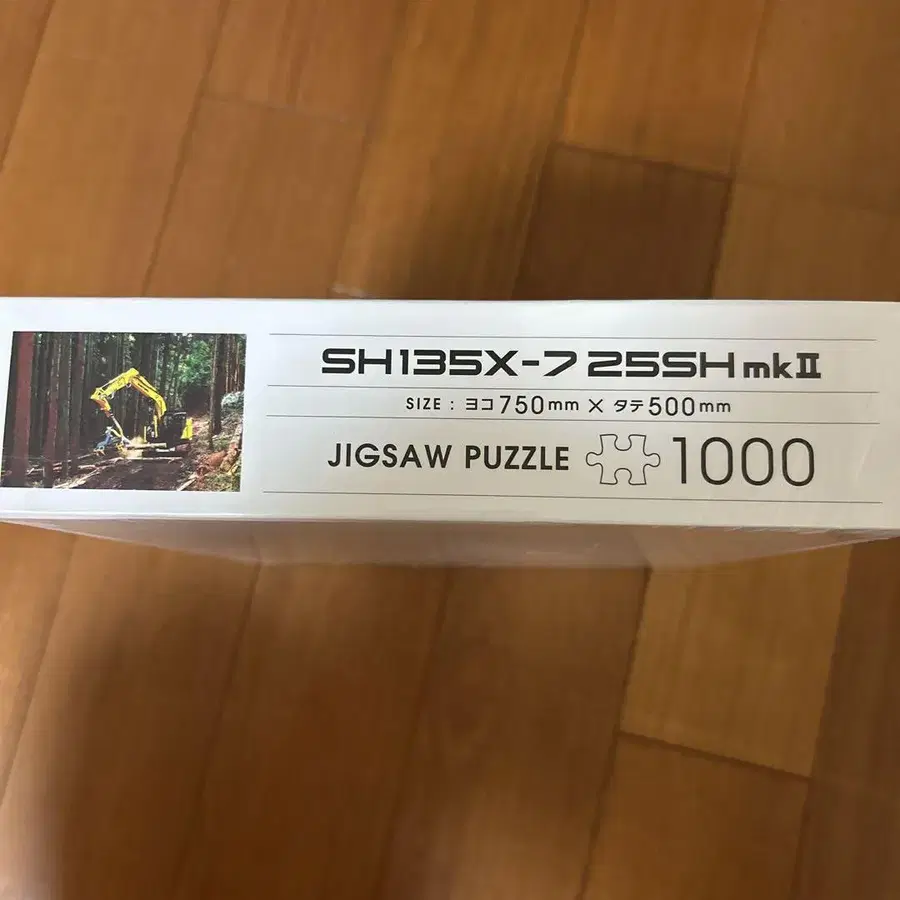 SH135X-7 25SH mkⅡ
SIZE : ヨコ750mm × タテ500mm
JIGSAW PUZZLE 1000